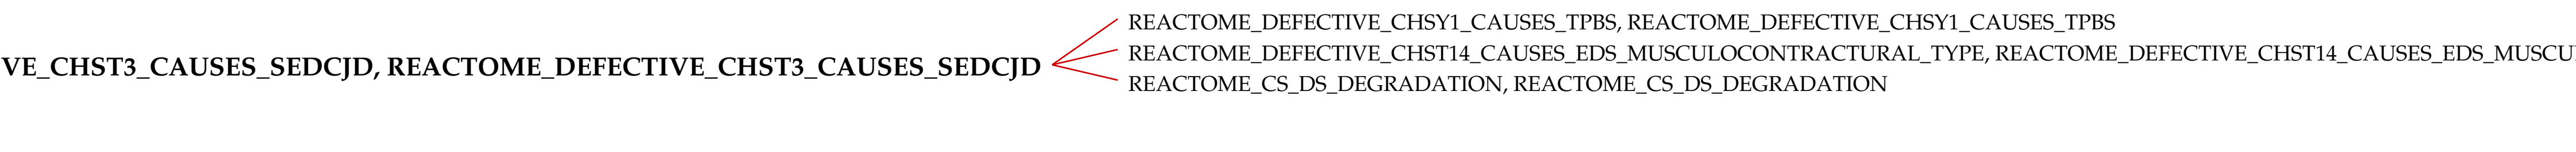 VE_CHST3_CAUSES_SEDCJD, REACTOME_DEFECTIVE_CHST3_CAUSES_SEDCJD
REACTOME_DEFECTIVE_CHSY1_CAUSES_TPBS, REACTOME_DEFECTIVE_CHSY1_CAUSES_TPBS
REACTOME_DEFECTIVE_CHST14_CAUSES_EDS_MUSCULOCONTRACTURAL_TYPE, REACTOME_DEFECTIVE_CHST14_CAUSES_EDS_MUSCU
REACTOME_CS_DS_DEGRADATION, REACTOME_CS_DS_DEGRADATION